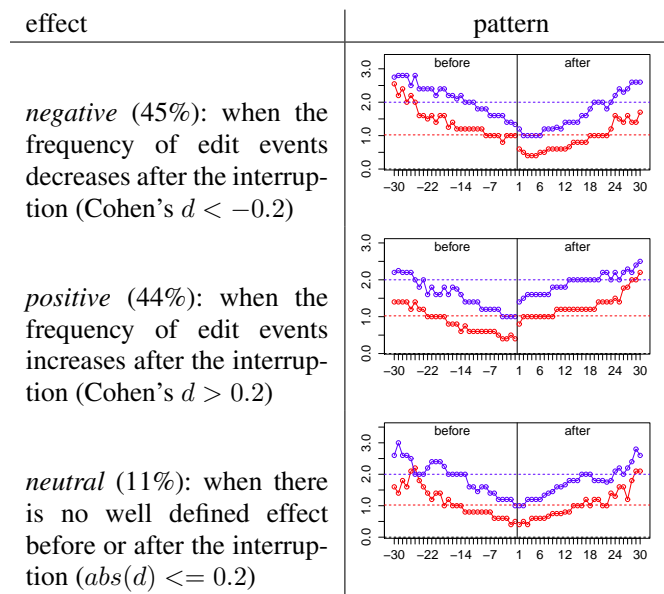 effect
pattern
negative (45%): when the
frequency of edit events
decreases after the interrup-
tion (Cohen's d < −0.2)
before after
3.0
2.0
1.0
0.0
−30 −22 −14 −7 1 6 12 18 24 30
positive (44%): when the
frequency of edit events
increases after the interrup-
tion (Cohen's d > 0.2)
before after
3.0
2.0
1.0
0.0
−30 −22 −14 −7 1 6 12 18 24 30
neutral (11%): when there
is no well defined effect
before or after the interrup-
tion (abs(d) <= 0.2)
before after
3.0
2.0
1.0
0.0
−30 −22 −14 −7 1 6 12 18 24 30